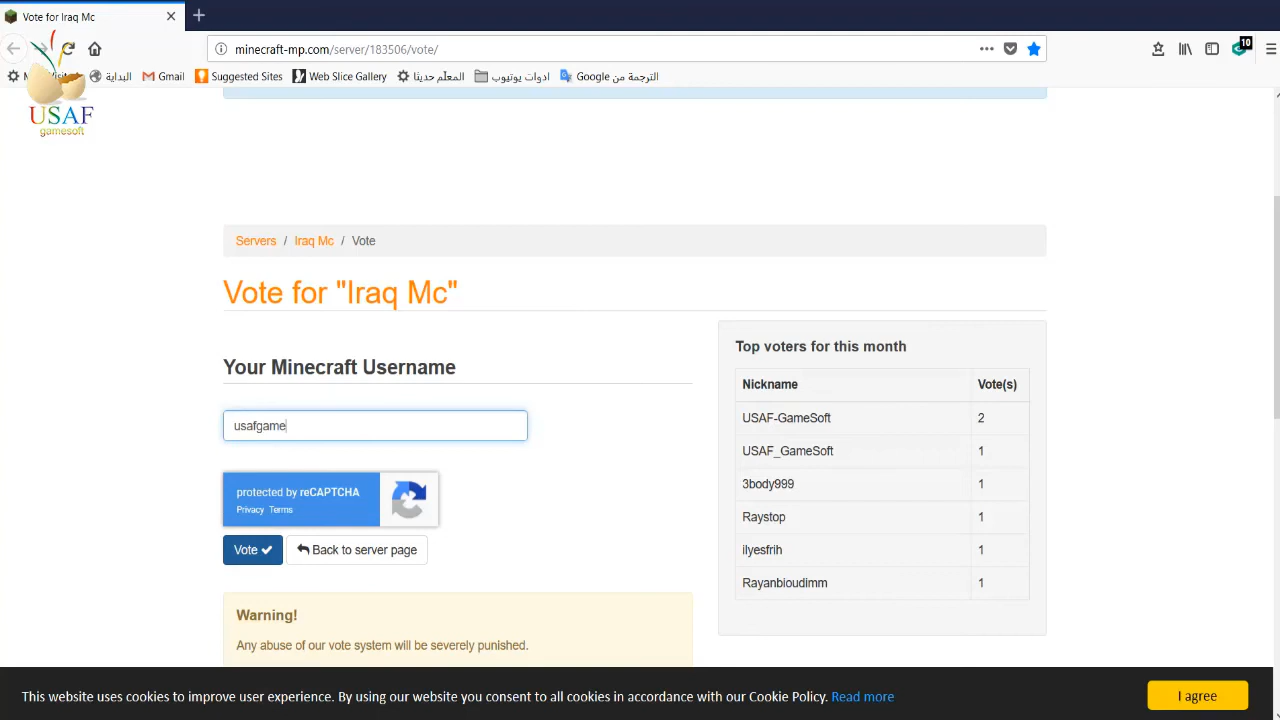 Vote for Iraq Mc
minecraft-mp.com/server/183506/vote/
10
البداية
Gmail
Suggested Sites
Web Slice Gallery
المعلّم حدينا
ادوات يوتيوب
الترجمة من Google
USAF
gamesoft
Servers / Iraq Mc / Vote
Vote for "Iraq Mc"
Your Minecraft Username
usafgame
protected by reCAPTCHA
Privacy Terms
Vote
Back to server page
Warning!
Any abuse of our vote system will be severely punished.
Top voters for this month
Nickname Vote(s)
USAF-GameSoft 2
USAF_GameSoft 1
3body999 1
Raystop 1
ilyesfrih 1
Rayanbioudimm 1
This website uses cookies to improve user experience. By using our website you consent to all cookies in accordance with our Cookie Policy. Read more
I agree